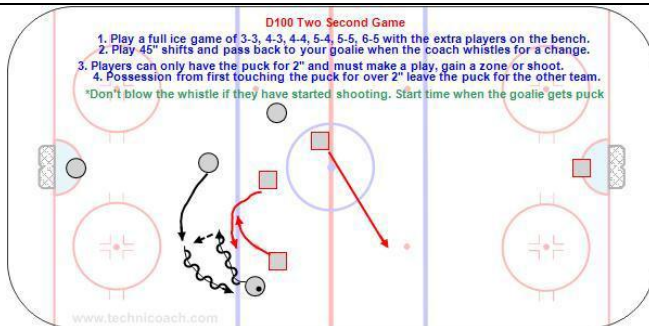 D100 Two Second Game
1. Play a full ice game of 3-3, 4-3, 4-4, 5-4, 5-5, 6-5 with the extra players on the bench.
2. Play 45" shifts and pass back to your goalie when the coach whistles for a change.
3. Players can only have the puck for 2" and must make a play, gain a zone or shoot.
4. Possession from first touching the puck for over 2" leave the puck for the other team.
*Don't blow the whistle if they have started shooting. Start time when the goalie gets puck
www.technicoach.com